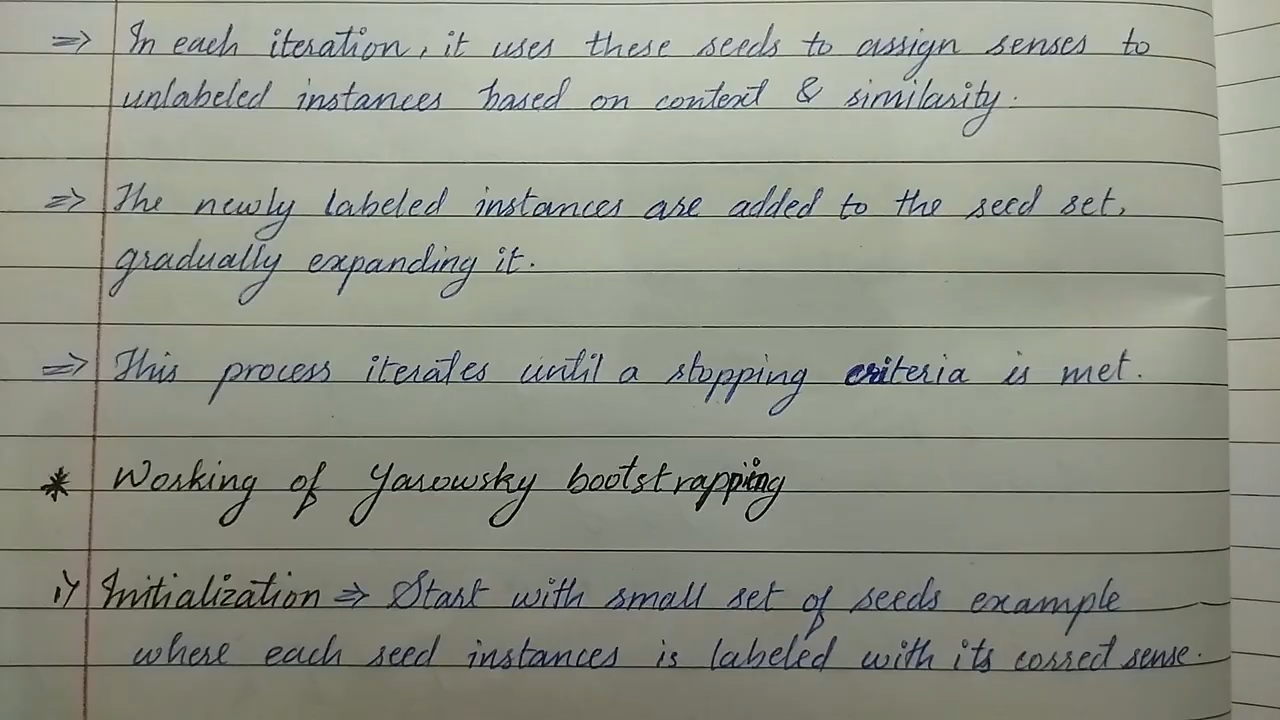 ⇒ In each iteration, it uses these seeds to assign senses to
unlabeled instances based on context & similarity.
⇒ The newly labeled instances are added to the seed set,
gradually expanding it.
⇒ This process iterates until a stopping criteria is met.
* Working of Yarowsky bootstrapping
i) Initialization ⇒ Start with small set of seeds example
where each seed instances is labeled with its correct sense.